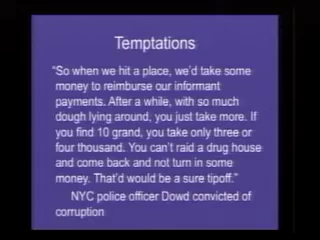 Temptations
“So when we hit a place, we’d take some
money to reimburse our informant
payments. After a while, with so much
dough lying around, you just take more. If
you find 10 grand, you take only three or
four thousand. You can’t raid a drug house
and come back and not turn in some
money. That’d would be a sure tipoff.”
NYC police officer Dowd convicted of
corruption